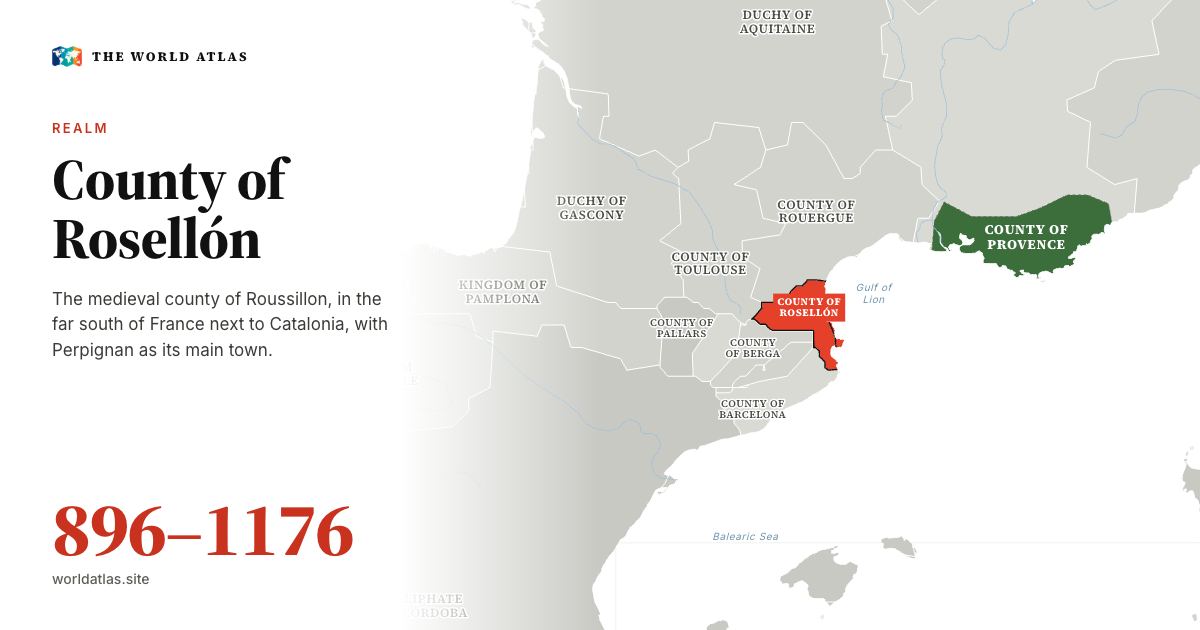 THE WORLD ATLAS
REALM
County of
Rosellón
The medieval county of Roussillon, in the
far south of France next to Catalonia, with
Perpignan as its main town.
896–1176
worldatlas.site
DUCHY OF
AQUITAINE
DUCHY OF
GASCONY
COUNTY OF
ROUERGUE
COUNTY OF
PROVENCE
COUNTY OF
TOULOUSE
KINGDOM OF
PAMPLONA
Gulf of
Lion
COUNTY OF
ROSELLÓN
COUNTY OF
PALLARS
COUNTY
OF BERGA
COUNTY OF
BARCELONA
Balearic Sea